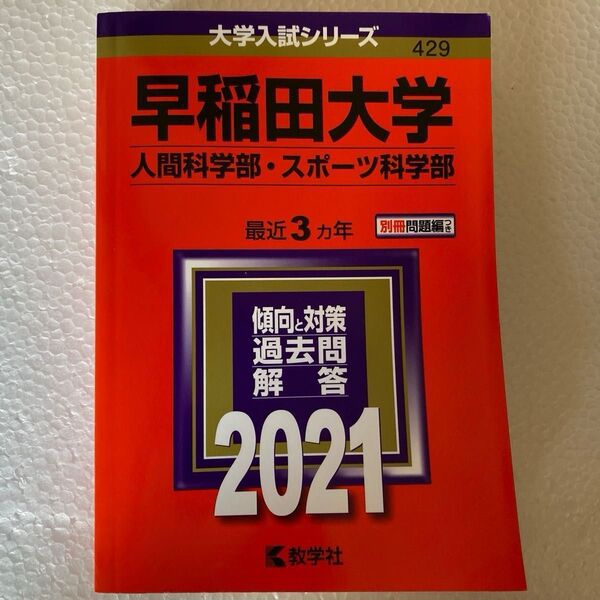 大学入試シリーズ
429
早稲田大学
人間科学部・スポーツ科学部
最近3カ年
別冊問題編つき
傾向と対策
過去問
解答
2021
教学社